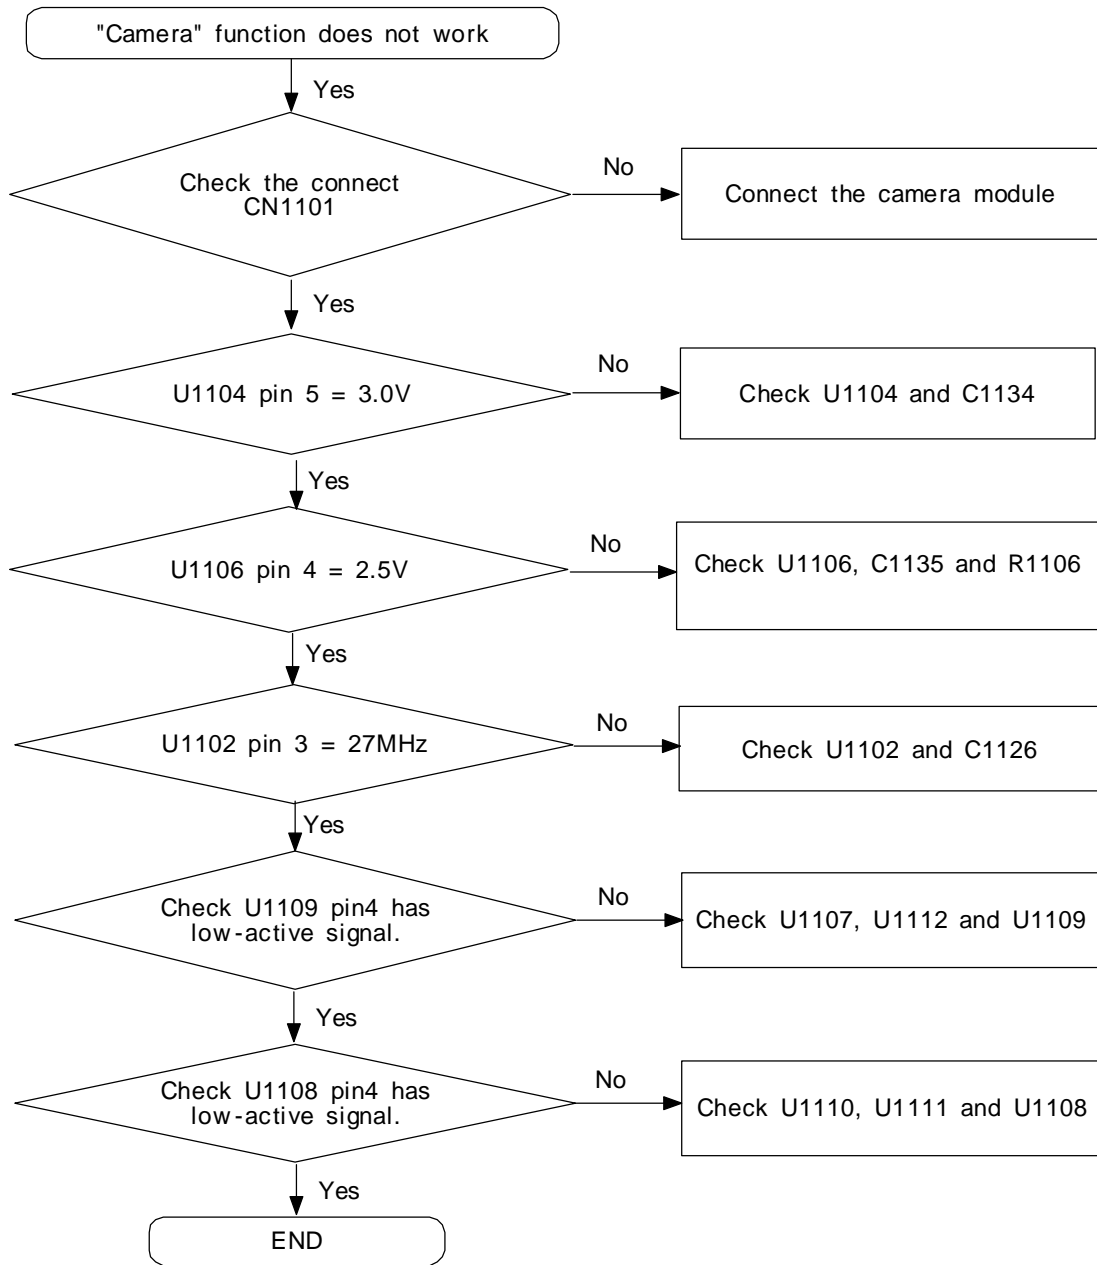 "Camera" function does not work
Yes
Check the connect
CN1101
No
Connect the camera module
Yes
U1104 pin 5 = 3.0V
No
Check U1104 and C1134
Yes
U1106 pin 4 = 2.5V
No
Check U1106, C1135 and R1106
Yes
U1102 pin 3 = 27MHz
No
Check U1102 and C1126
Yes
Check U1109 pin4 has
low-active signal.
No
Check U1107, U1112 and U1109
Yes
Check U1108 pin4 has
low-active signal.
No
Check U1110, U1111 and U1108
Yes
END